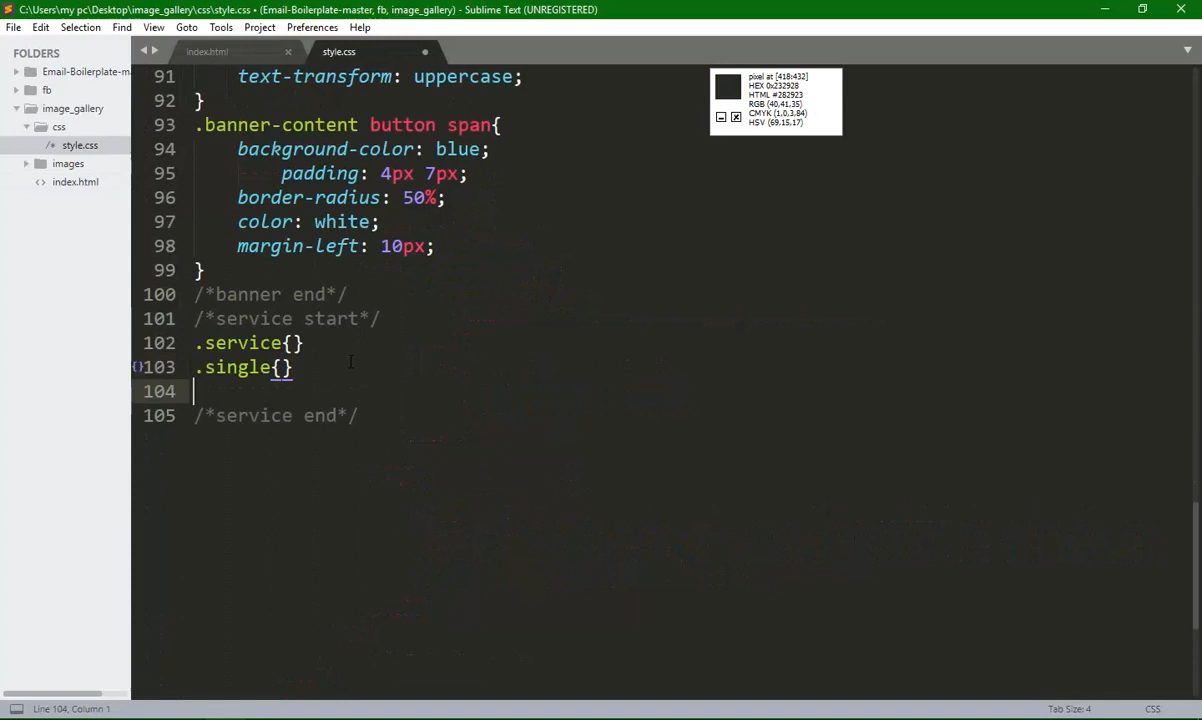 C:\Users\my pc\Desktop\image_gallery\css\style.css • (Email-Boilerplate-master, fb, image_gallery) - Sublime Text (UNREGISTERED)
File Edit Selection Find View Goto Tools Project Preferences Help
FOLDERS
Email-Boilerplate-ma
fb
image_gallery
css
style.css
images
index.html
index.html style.css
91 text-transform: uppercase;
92 }
93 .banner-content button span{
94 background-color: blue;
95 padding: 4px 7px;
96 border-radius: 50%;
97 color: white;
98 margin-left: 10px;
99 }
100 /*banner end*/
101 /*service start*/
102 .service{}
103 .single{}
104
105 /*service end*/
pixel at [418:432]
HEX 0x232928
HTML #282923
RGB (40,41,35)
CMYK (1,0,3,84)
HSV (69,15,17)
Line 104, Column 1
Tab Size: 4
CSS